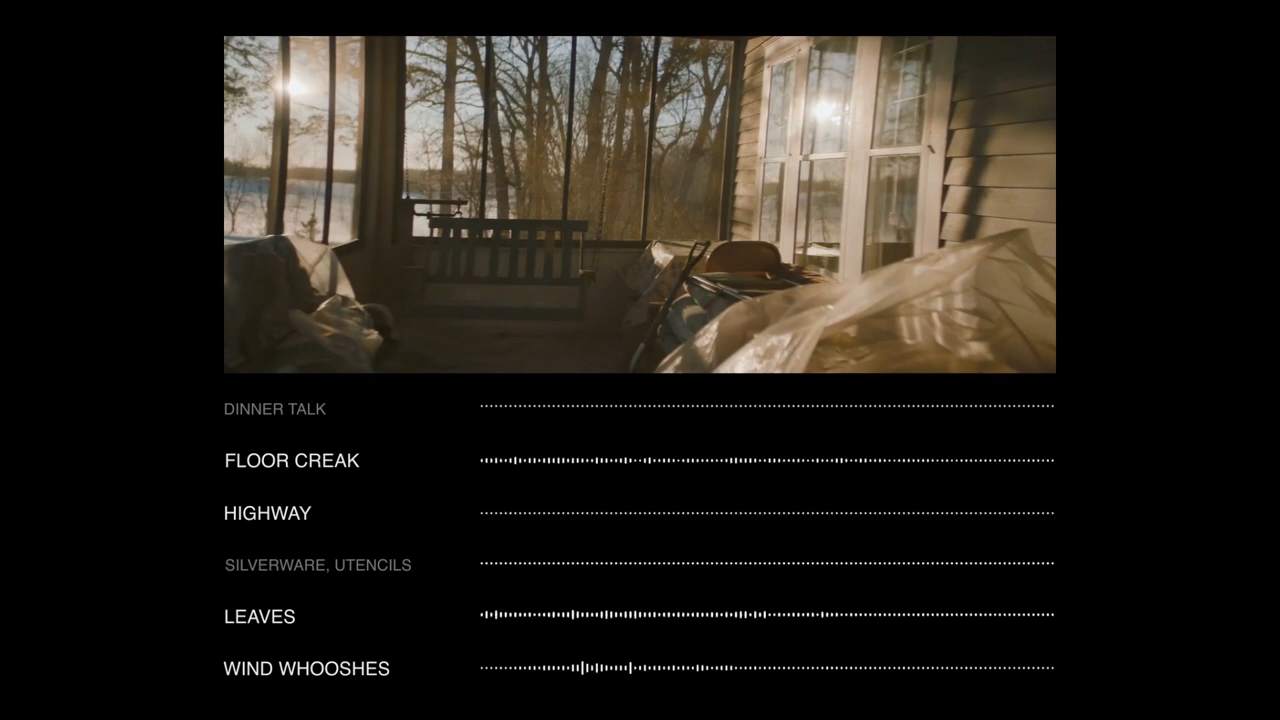 DINNER TALK
FLOOR CREAK
HIGHWAY
SILVERWARE, UTENCILS
LEAVES
WIND WHOOSHES